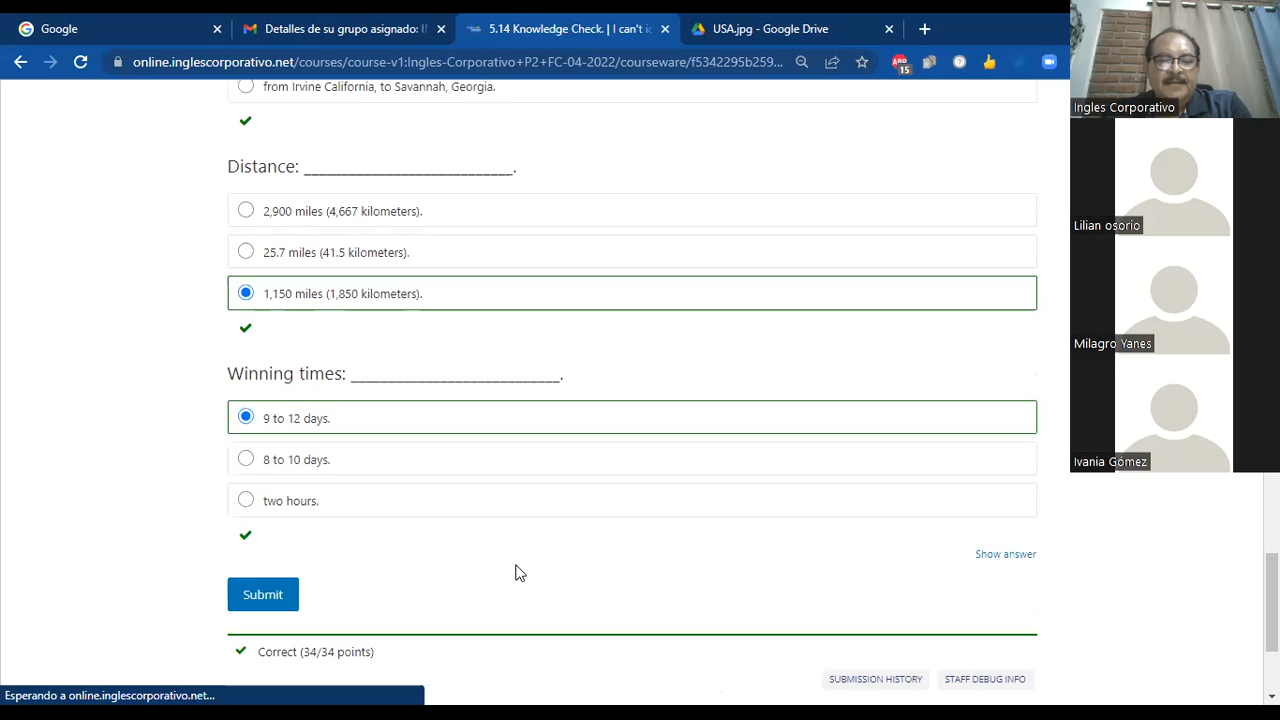 Google
Detalles de su grupo asignació
5.14 Knowledge Check. | I can't i
USA.jpg - Google Drive
online.inglescorporativo.net/courses/course-v1:Ingles-Corporativo+P2+FC-04-2022/courseware/f5342295b259...
15
from Irvine California, to Savannah, Georgia.
Distance: ___________________________.
2,900 miles (4,667 kilometers).
25.7 miles (41.5 kilometers).
1,150 miles (1,850 kilometers).
Winning times: ___________________________.
9 to 12 days.
8 to 10 days.
two hours.
Show answer
Submit
Correct (34/34 points)
SUBMISSION HISTORY
STAFF DEBUG INFO
Esperando a online.inglescorporativo.net...
Ingles Corporativo
Lilian osorio
Milagro Yanes
Ivania Gómez